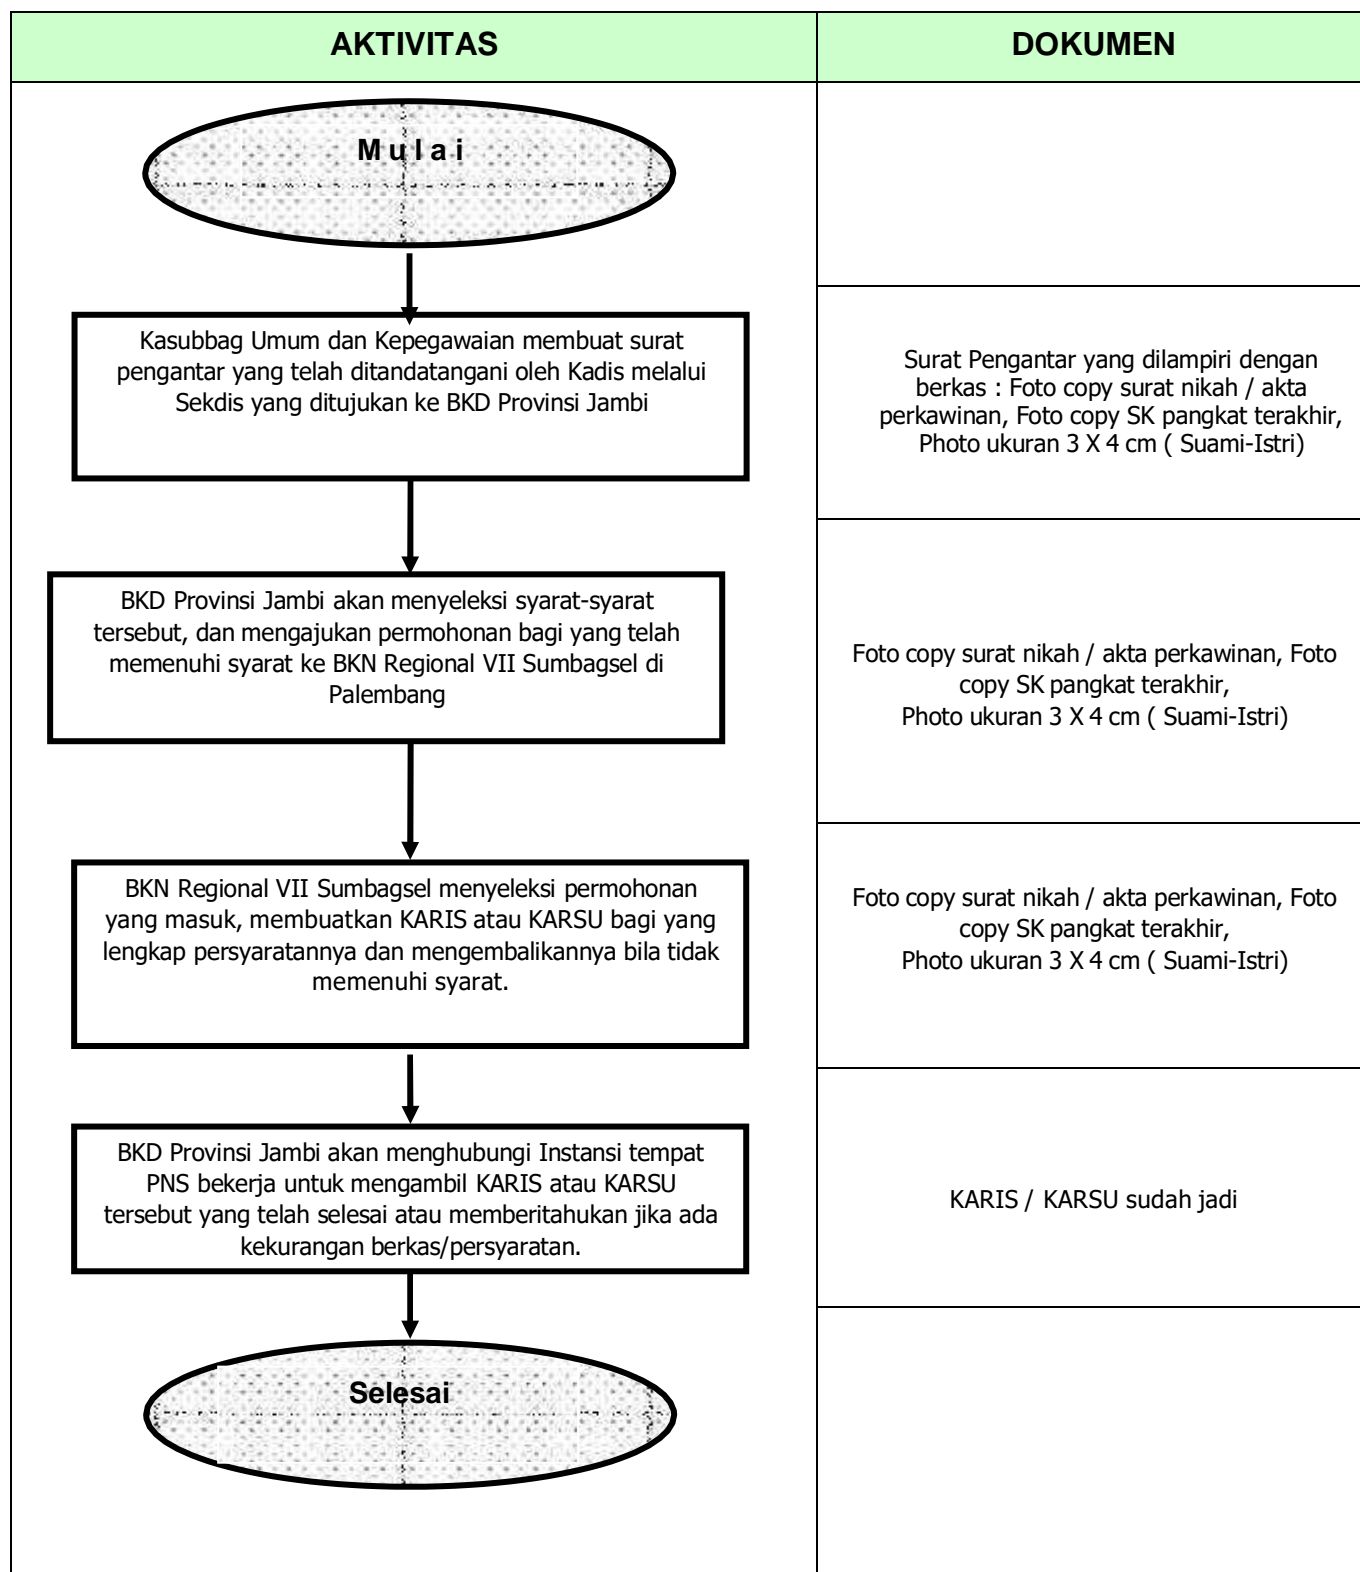 AKTIVITAS
DOKUMEN
M u l a i
Kasubbag Umum dan Kepegawaian membuat surat
pengantar yang telah ditandatangani oleh Kadis melalui
Sekdis yang ditujukan ke BKD Provinsi Jambi
Surat Pengantar yang dilampiri dengan
berkas : Foto copy surat nikah / akta
perkawinan, Foto copy SK pangkat terakhir,
Photo ukuran 3 X 4 cm ( Suami-Istri)
BKD Provinsi Jambi akan menyeleksi syarat-syarat
tersebut, dan mengajukan permohonan bagi yang telah
memenuhi syarat ke BKN Regional VII Sumbagsel di
Palembang
Foto copy surat nikah / akta perkawinan, Foto
copy SK pangkat terakhir,
Photo ukuran 3 X 4 cm ( Suami-Istri)
BKN Regional VII Sumbagsel menyeleksi permohonan
yang masuk, membuatkan KARIS atau KARSU bagi yang
lengkap persyaratannya dan mengembalikannya bila tidak
memenuhi syarat.
Foto copy surat nikah / akta perkawinan, Foto
copy SK pangkat terakhir,
Photo ukuran 3 X 4 cm ( Suami-Istri)
BKD Provinsi Jambi akan menghubungi Instansi tempat
PNS bekerja untuk mengambil KARIS atau KARSU
tersebut yang telah selesai atau memberitahukan jika ada
kekurangan berkas/persyaratan.
KARIS / KARSU sudah jadi
Selesai